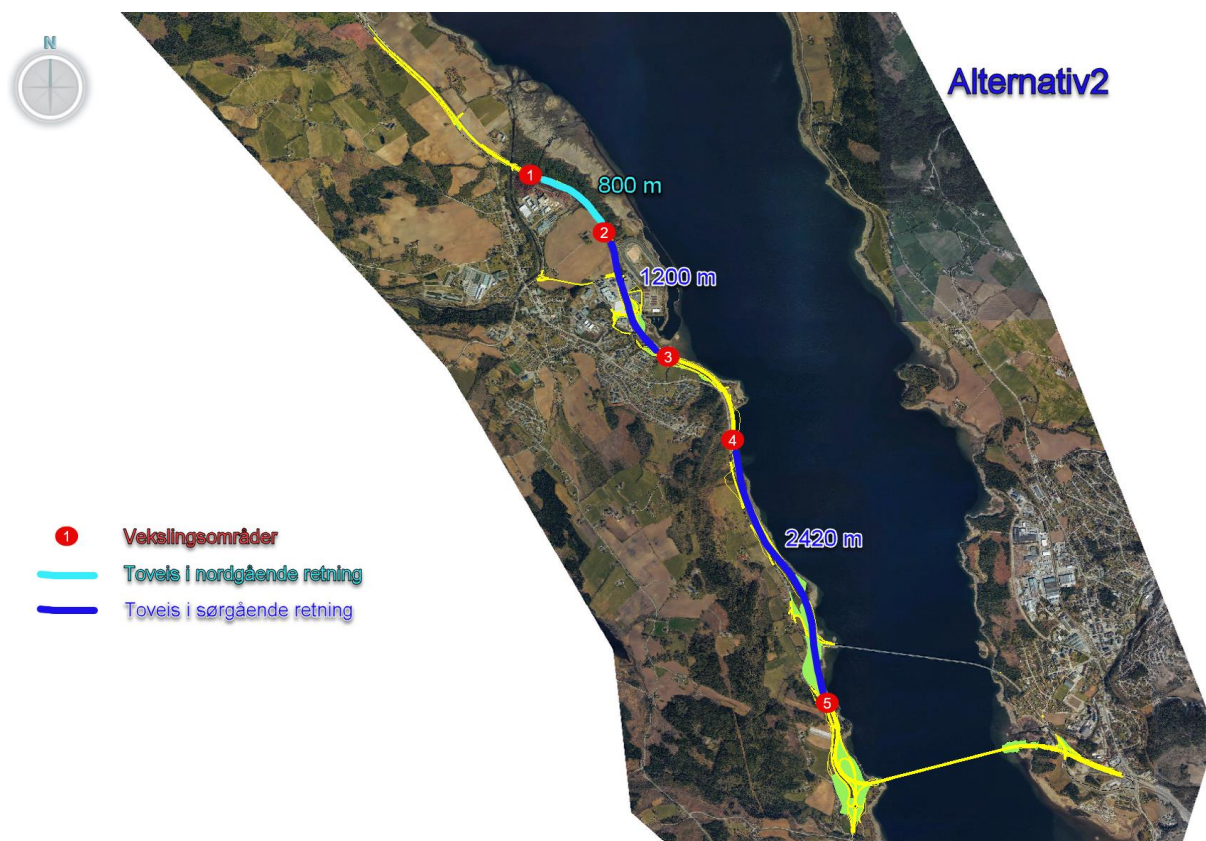 N
Alternativ2
1
800 m
2
1200 m
3
4
2420 m
5
1 Vekslingsområder
Toveis i nordgående retning
Toveis i sørgående retning